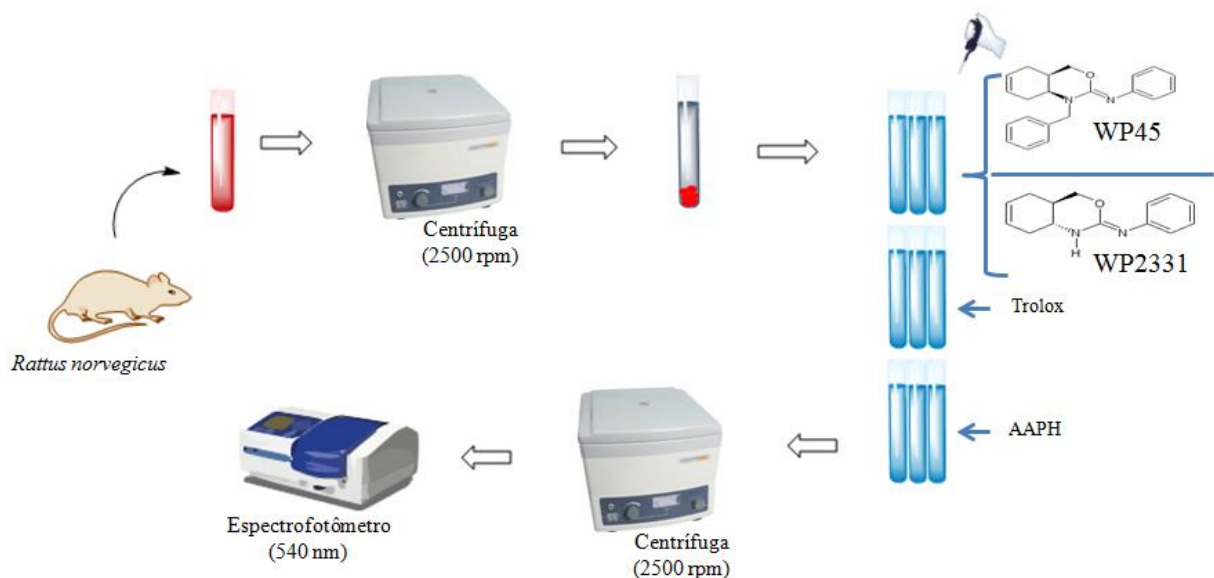 Rattus norvegicus
Centrífuga
(2500 rpm)
O
N
N
WP45
O
N
N
H
WP2331
Trolox
AAPH
Centrífuga
(2500 rpm)
Espectrofotômetro
(540 nm)